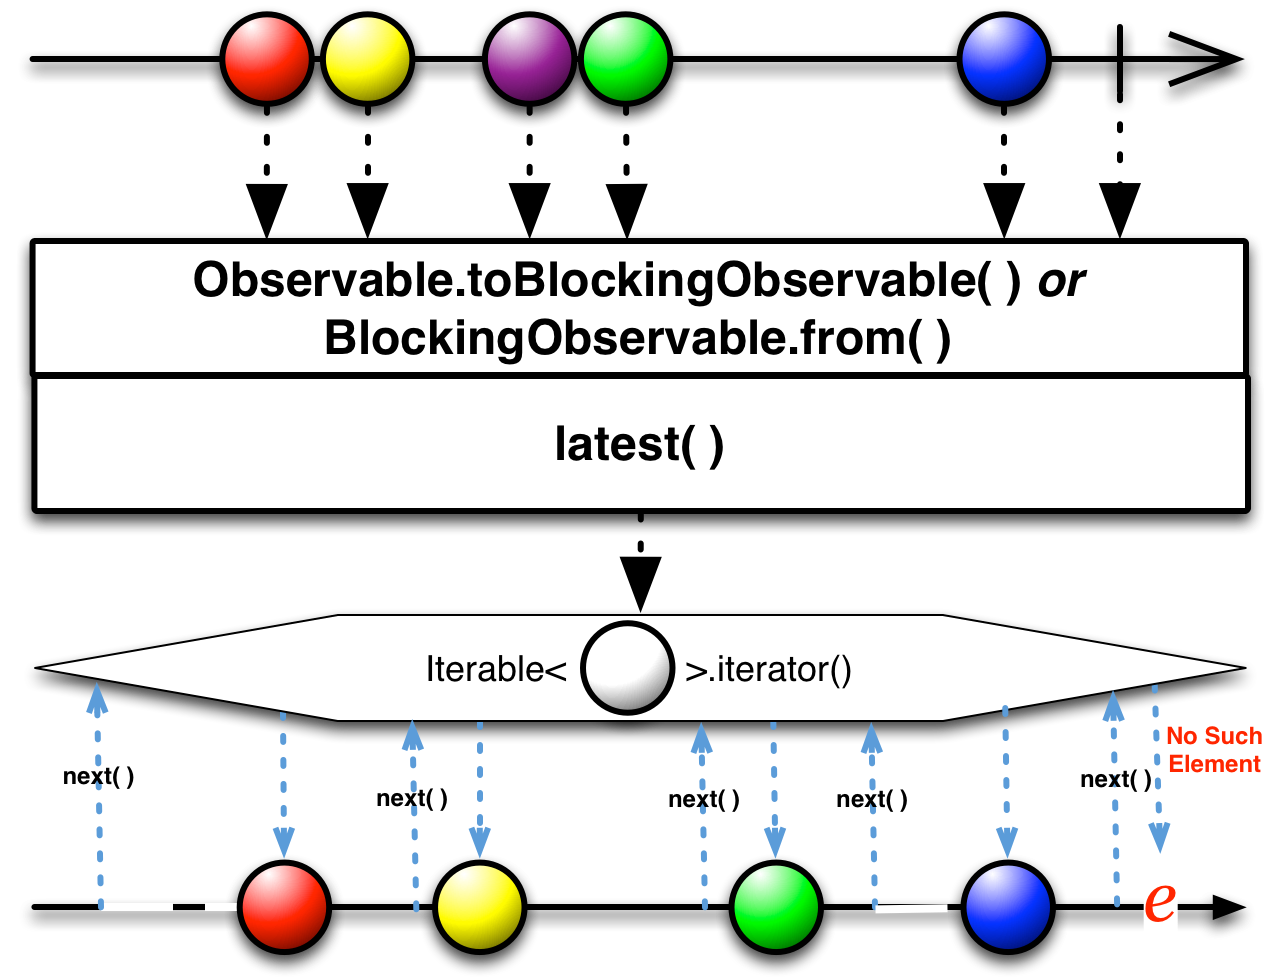 Observable.toBlockingObservable( ) or
BlockingObservable.from( )
latest( )
Iterable< >.iterator()
No Such
Element
next( )
next( )
next( )
next( )
next( )
e